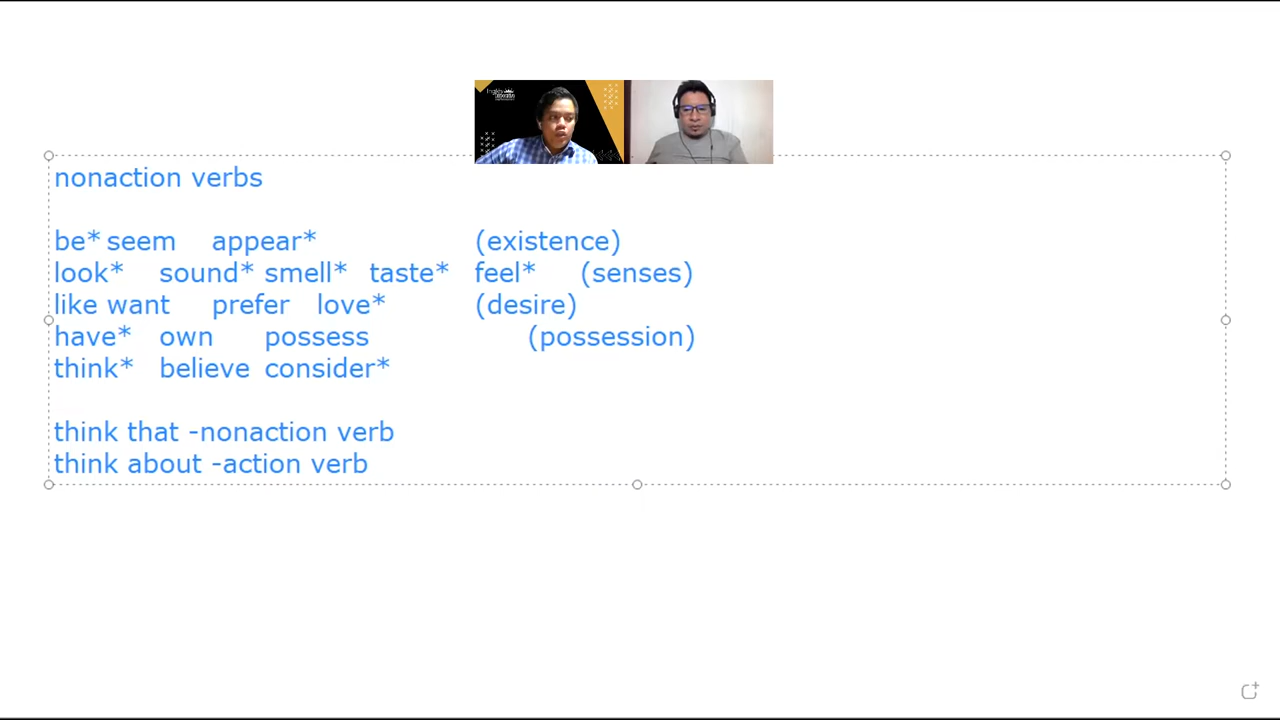 nonaction verbs
be* seem appear* (existence)
look* sound* smell* taste* feel* (senses)
like want prefer love* (desire)
have* own possess (possession)
think* believe consider*
think that -nonaction verb
think about -action verb